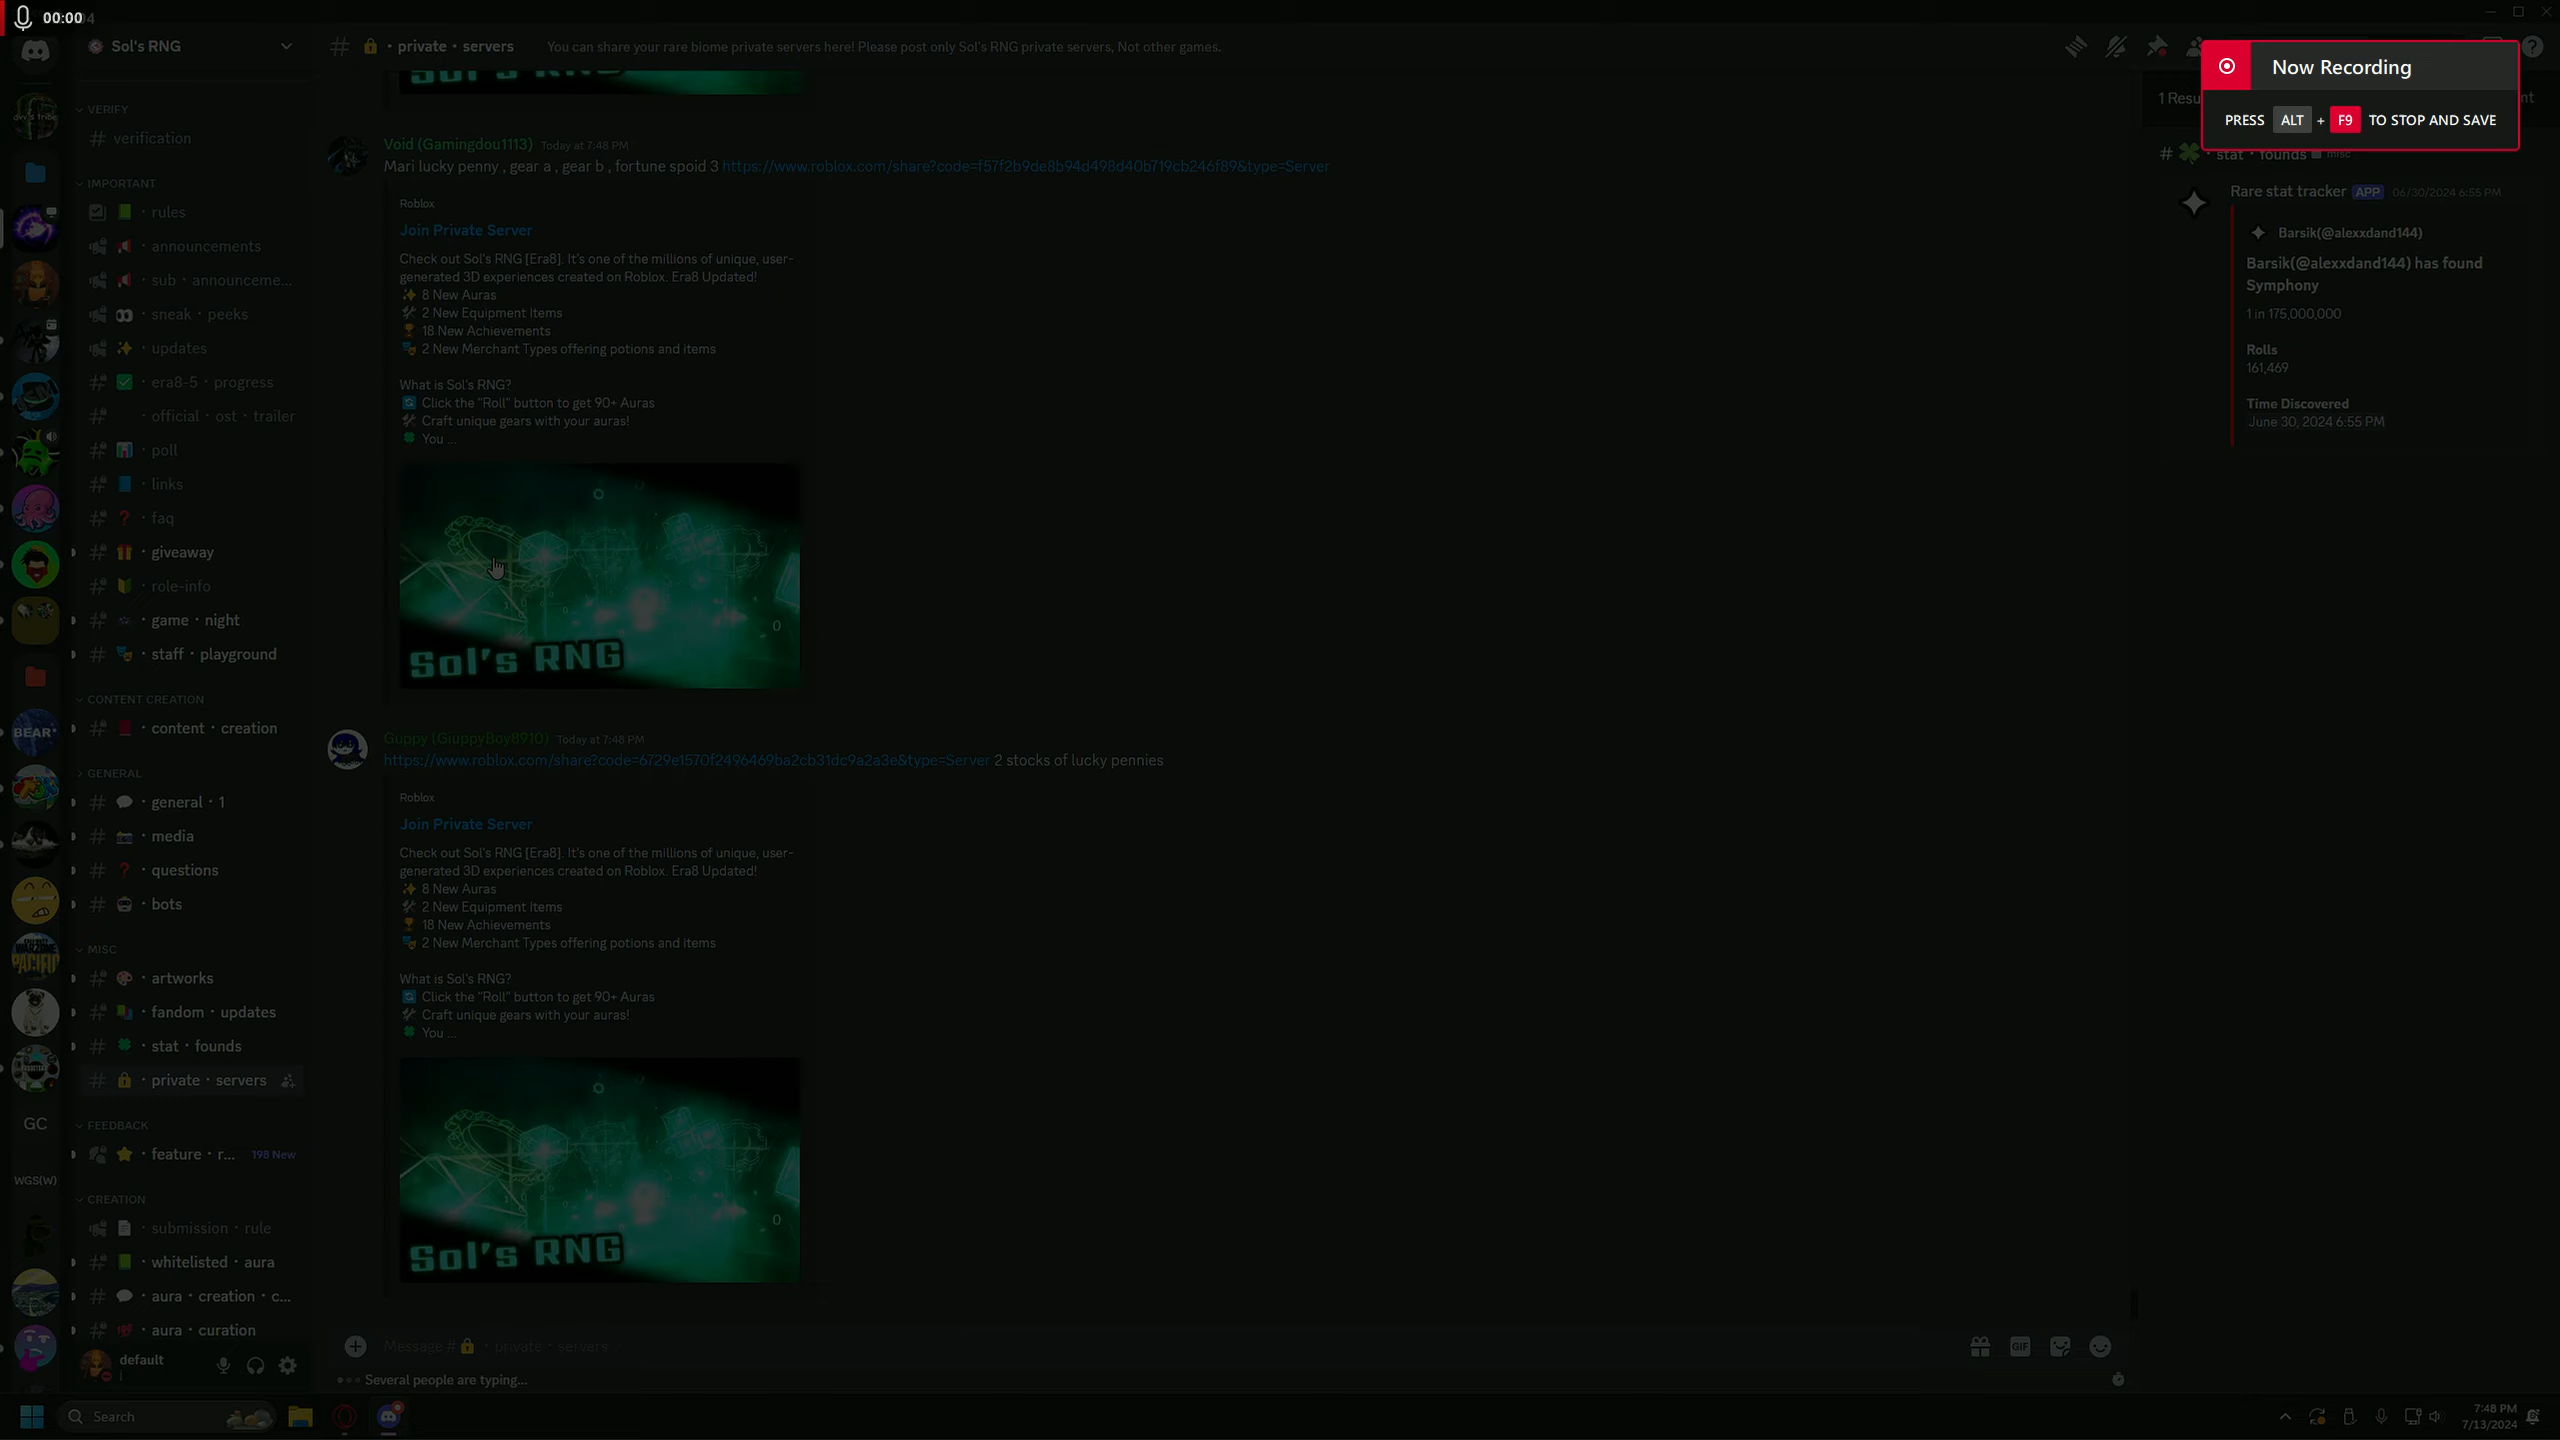 00:00
Sol's RNG
private・servers
You can share your rare biome private servers here! Please post only Sol's RNG private servers, Not other games.
Now Recording
PRESS ALT + F9 TO STOP AND SAVE
VERIFY
verification
IMPORTANT
rules
announcements
sub・announceme...
sneak・peeks
updates
era8-5・progress
official・ost・trailer
poll
links
faq
giveaway
role-info
game・night
staff・playground
CONTENT CREATION
content・creation
GENERAL
general・1
media
questions
bots
MISC
artworks
fandom・updates
stat・founds
private・servers
FEEDBACK
feature・r... 198 New
CREATION
submission・rule
whitelisted・aura
aura・creation・c...
aura・curation
default
BEAR*
WARZONE
PACIFIC
GC
WGS(W)
Void (Gamingdou1113) Today at 7:48 PM
Mari lucky penny , gear a , gear b , fortune spoid 3 https://www.roblox.com/share?code=f57f2b9de8b94d498d40b719cb246f89&type=Server
Roblox
Join Private Server
Check out Sol's RNG [Era8]. It's one of the millions of unique, user-
generated 3D experiences created on Roblox. Era8 Updated!
8 New Auras
2 New Equipment Items
18 New Achievements
2 New Merchant Types offering potions and items
What is Sol's RNG?
Click the "Roll" button to get 90+ Auras
Craft unique gears with your auras!
You ...
Sol's RNG
Guppy (GiuppyBoy8910) Today at 7:48 PM
https://www.roblox.com/share?code=6729e1570f2496469ba2cb31dc9a2a3e&type=Server 2 stocks of lucky pennies
Roblox
Join Private Server
Check out Sol's RNG [Era8]. It's one of the millions of unique, user-
generated 3D experiences created on Roblox. Era8 Updated!
8 New Auras
2 New Equipment Items
18 New Achievements
2 New Merchant Types offering potions and items
What is Sol's RNG?
Click the "Roll" button to get 90+ Auras
Craft unique gears with your auras!
You ...
Sol's RNG
Message #・private・servers
GIF
Several people are typing...
1 Resu
nt
stat・founds misc
Rare stat tracker APP 06/30/2024 6:55 PM
Barsik(@alexxdand144)
Barsik(@alexxdand144) has found
Symphony
1 in 175,000,000
Rolls
161,469
Time Discovered
June 30, 2024 6:55 PM
Search
7:48 PM
7/13/2024